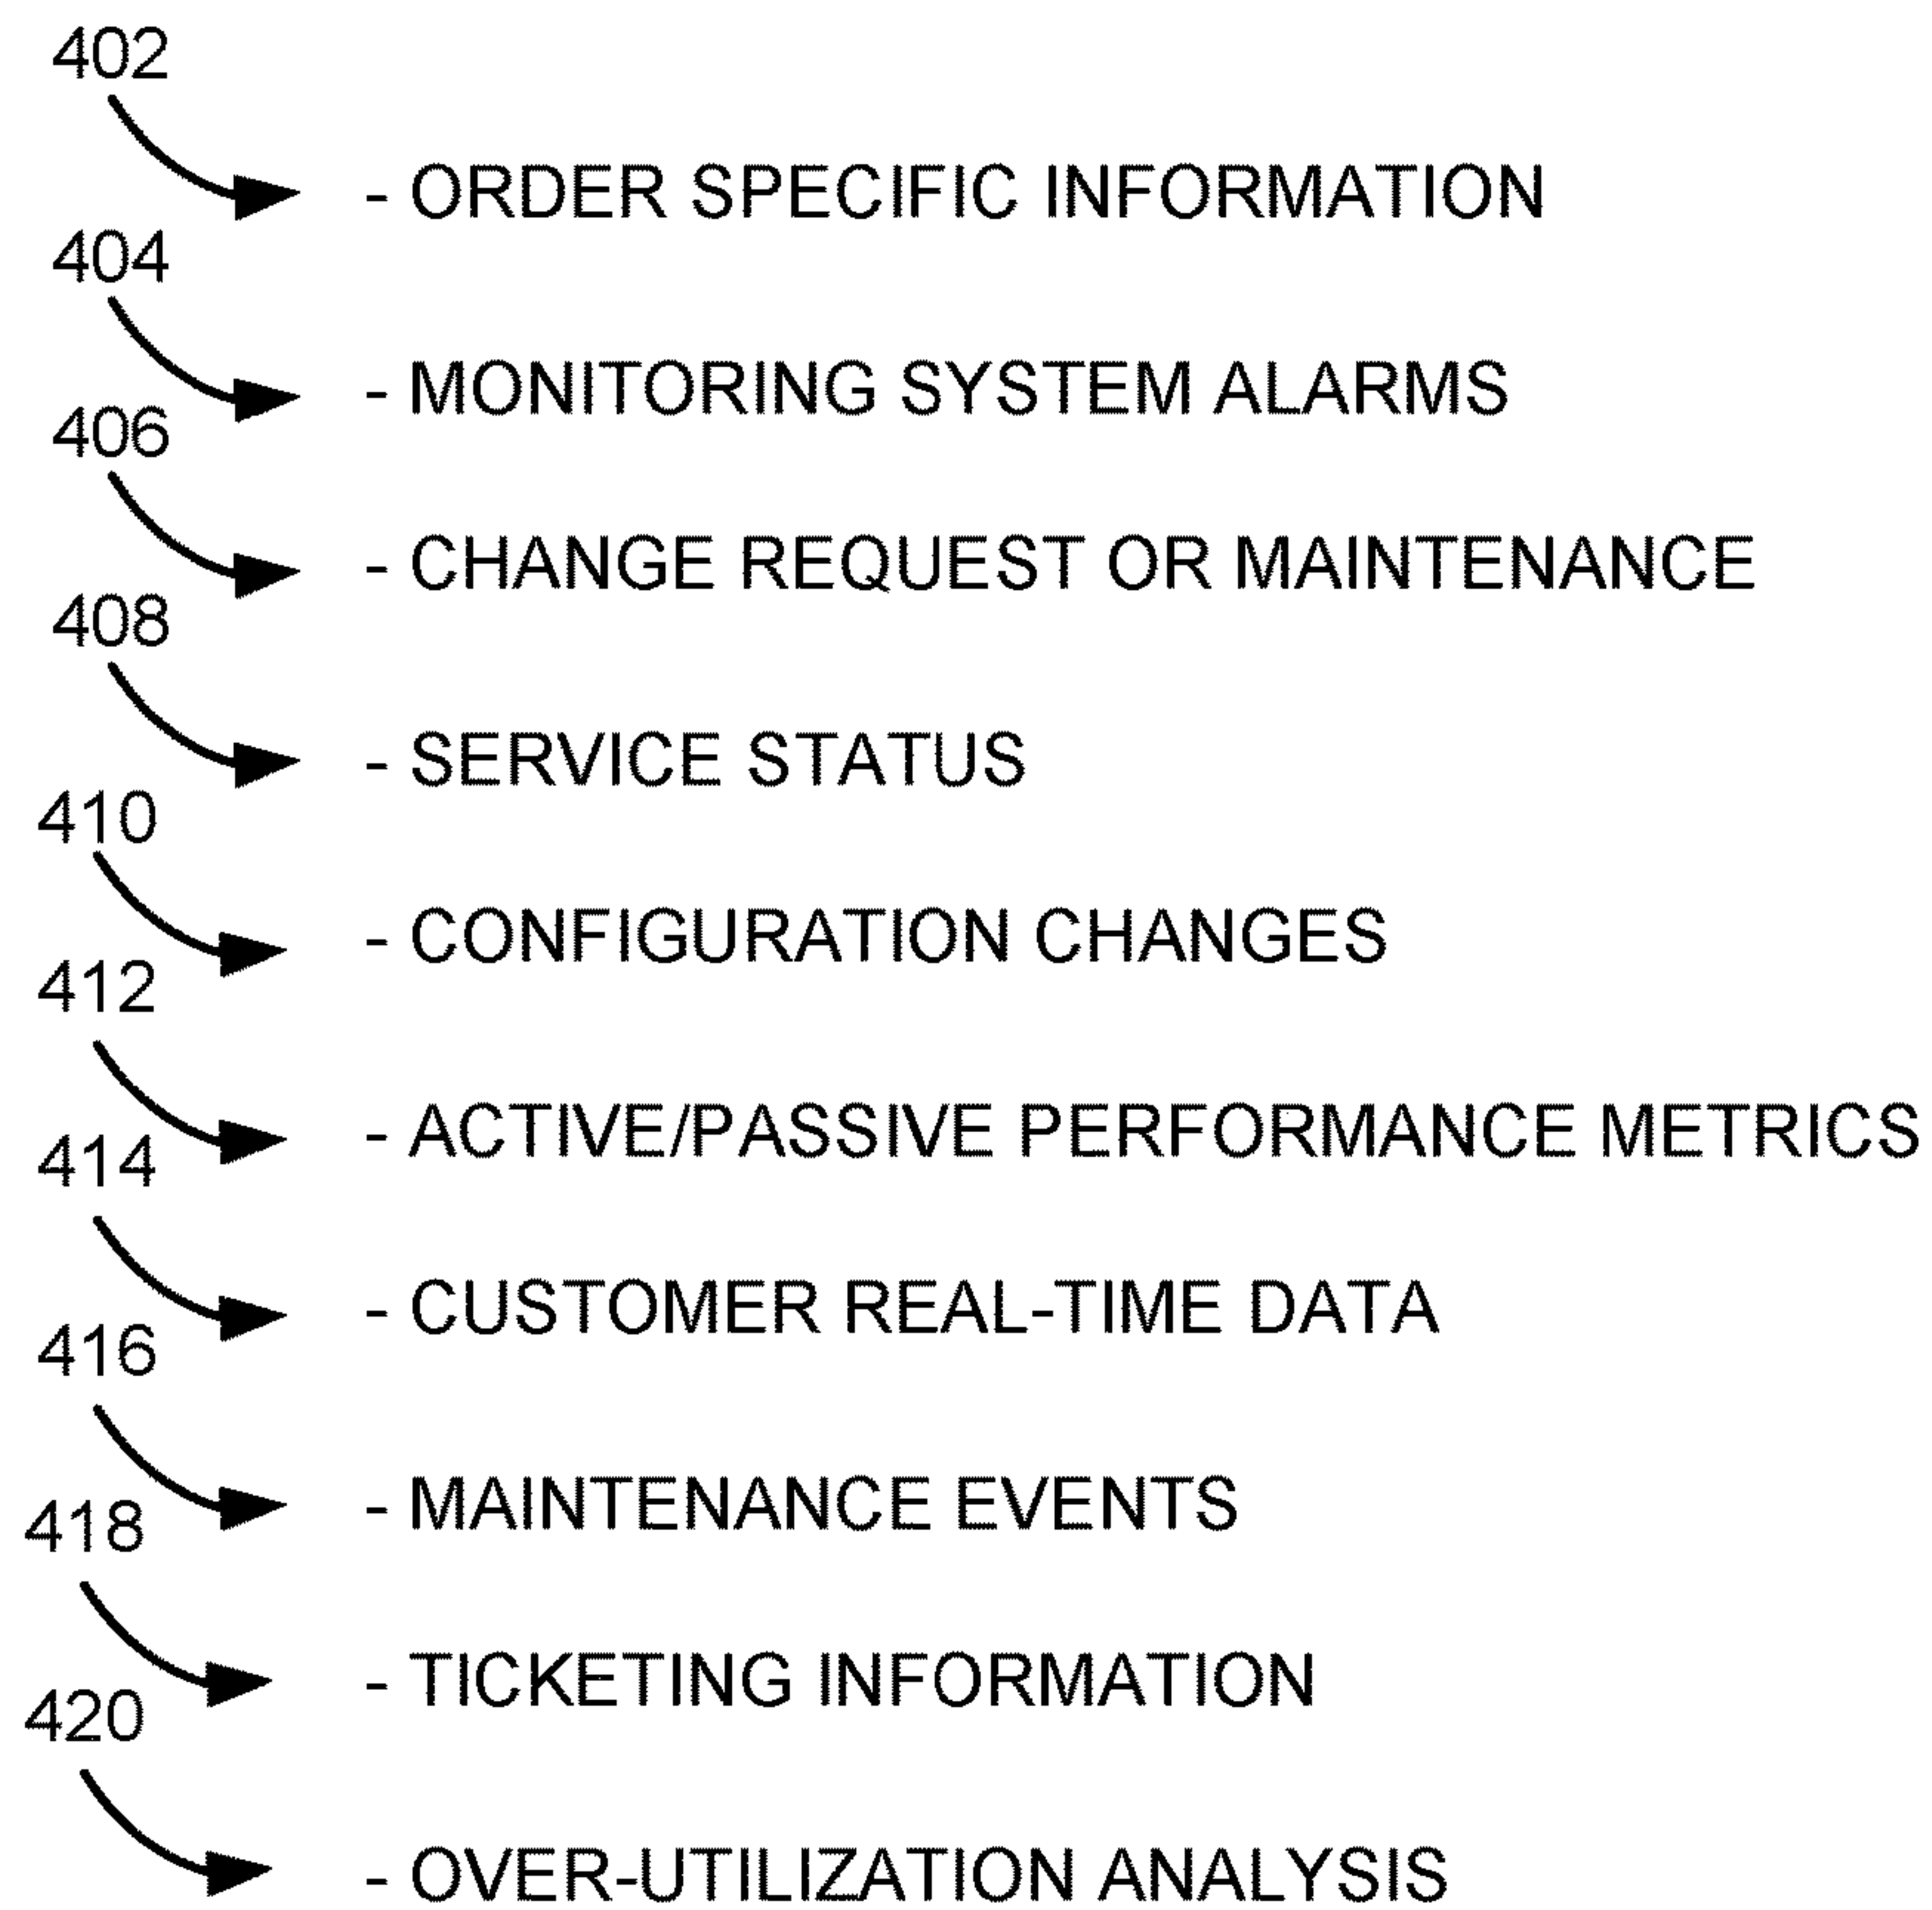 402
- ORDER SPECIFIC INFORMATION
404
- MONITORING SYSTEM ALARMS
406
- CHANGE REQUEST OR MAINTENANCE
408
- SERVICE STATUS
410
- CONFIGURATION CHANGES
412
- ACTIVE/PASSIVE PERFORMANCE METRICS
414
- CUSTOMER REAL-TIME DATA
416
- MAINTENANCE EVENTS
418
- TICKETING INFORMATION
420
- OVER-UTILIZATION ANALYSIS